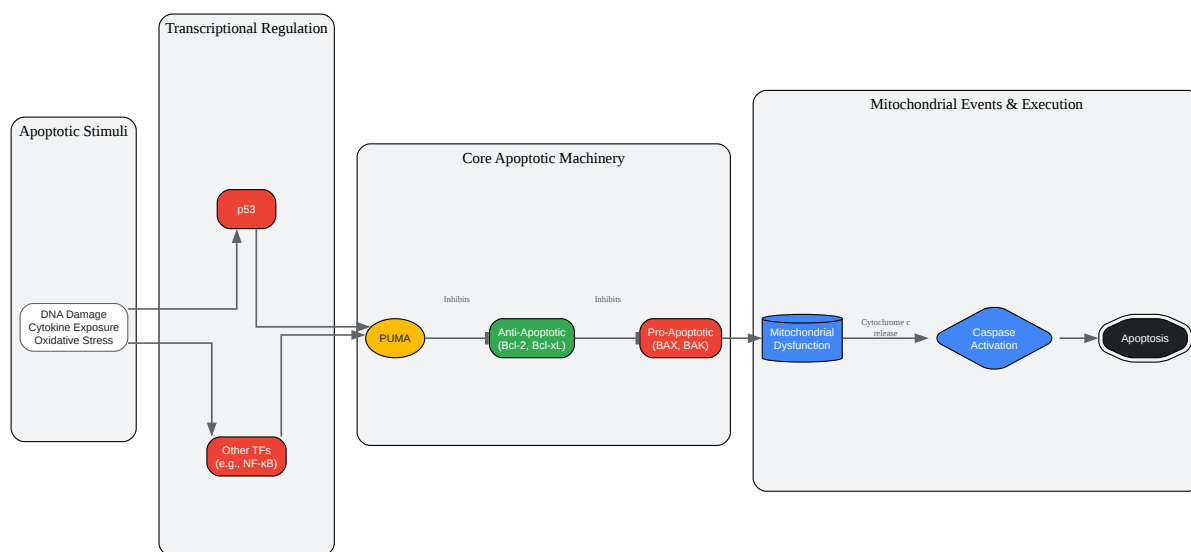 Transcriptional Regulation
Mitochondrial Events & Execution
Apoptotic Stimuli
Core Apoptotic Machinery
p53
DNA Damage
Cytokine Exposure
Oxidative Stress
Other TFs
(e.g., NF-κB)
PUMA
Inhibits
Anti-Apoptotic
(Bcl-2, Bcl-xL)
Inhibits
Pro-Apoptotic
(BAX, BAK)
Mitochondrial
Dysfunction
Cytochrome c
release
Caspase
Activation
Apoptosis